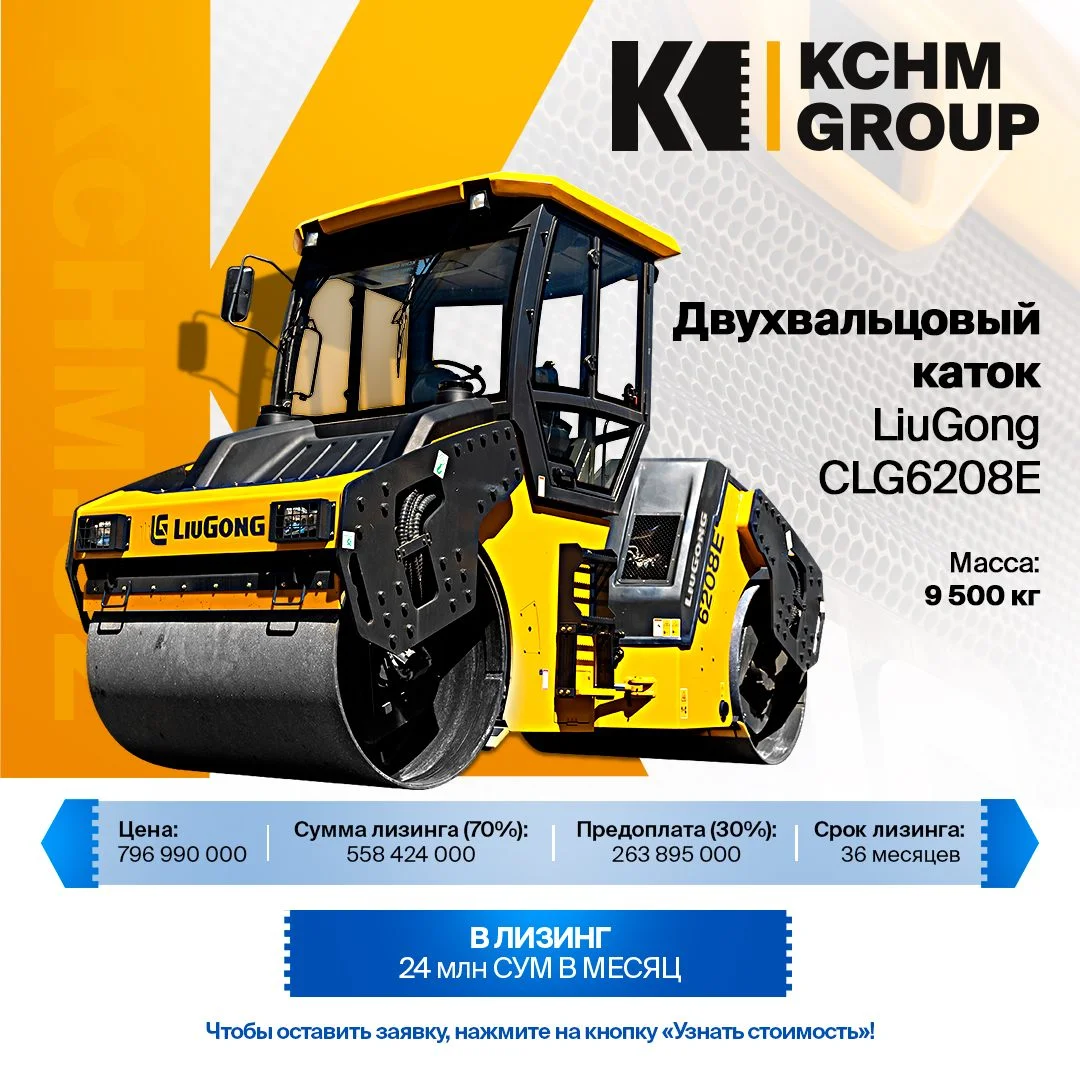 KCHM
GROUP
Двухвальцовый
каток
LiuGong
CLG6208E
Масса:
9 500 кг
LIUGONG
LIUGONG
6208E
Цена:
796 990 000
Сумма лизинга (70%):
558 424 000
Предоплата (30%):
263 895 000
Срок лизинга:
36 месяцев
В ЛИЗИНГ
24 млн СУМ В МЕСЯЦ
Чтобы оставить заявку, нажмите на кнопку «Узнать стоимость»!